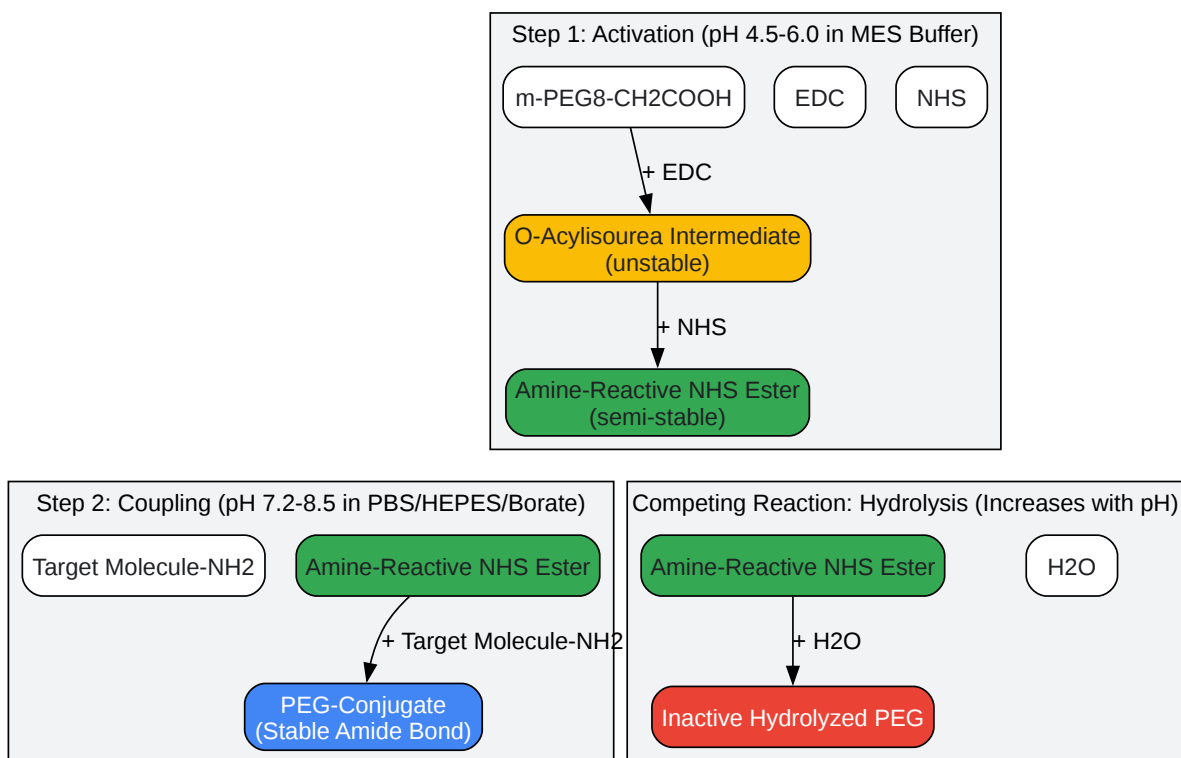 Step 1: Activation (pH 4.5-6.0 in MES Buffer)
m-PEG8-CH2COOH
EDC
NHS
+ EDC
O-Acylisourea Intermediate
(unstable)
+ NHS
Amine-Reactive NHS Ester
(semi-stable)
Step 2: Coupling (pH 7.2-8.5 in PBS/HEPES/Borate)
Target Molecule-NH2
Amine-Reactive NHS Ester
+ Target Molecule-NH2
PEG-Conjugate
(Stable Amide Bond)
Competing Reaction: Hydrolysis (Increases with pH)
Amine-Reactive NHS Ester
H2O
+ H2O
Inactive Hydrolyzed PEG